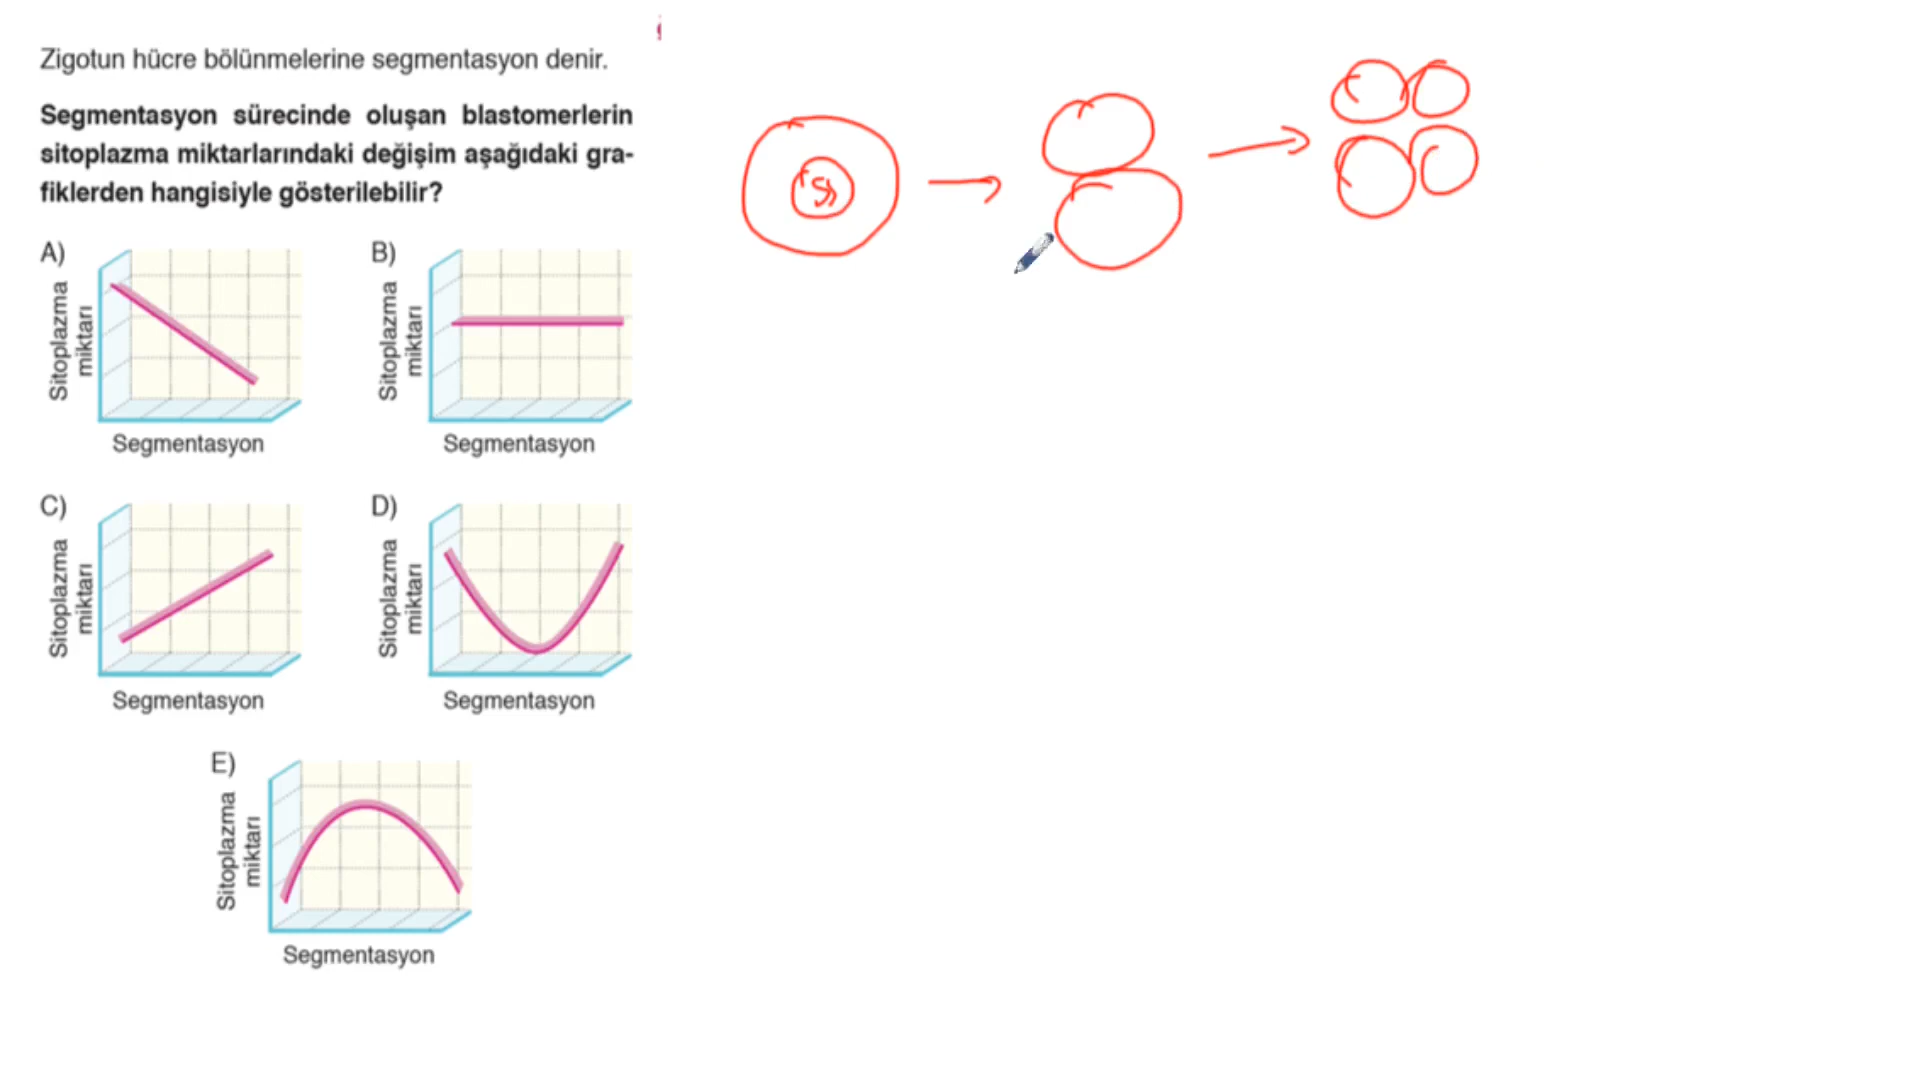 Zigotun hücre bölünmelerine segmentasyon denir.
Segmentasyon sürecinde oluşan blastomerlerin
sitoplazma miktarlarındaki değişim aşağıdaki gra-
fiklerden hangisiyle gösterilebilir?
A)
Sitoplazma
miktarı
Segmentasyon
B)
Sitoplazma
miktarı
Segmentasyon
C)
Sitoplazma
miktarı
Segmentasyon
D)
Sitoplazma
miktarı
Segmentasyon
E)
Sitoplazma
miktarı
Segmentasyon